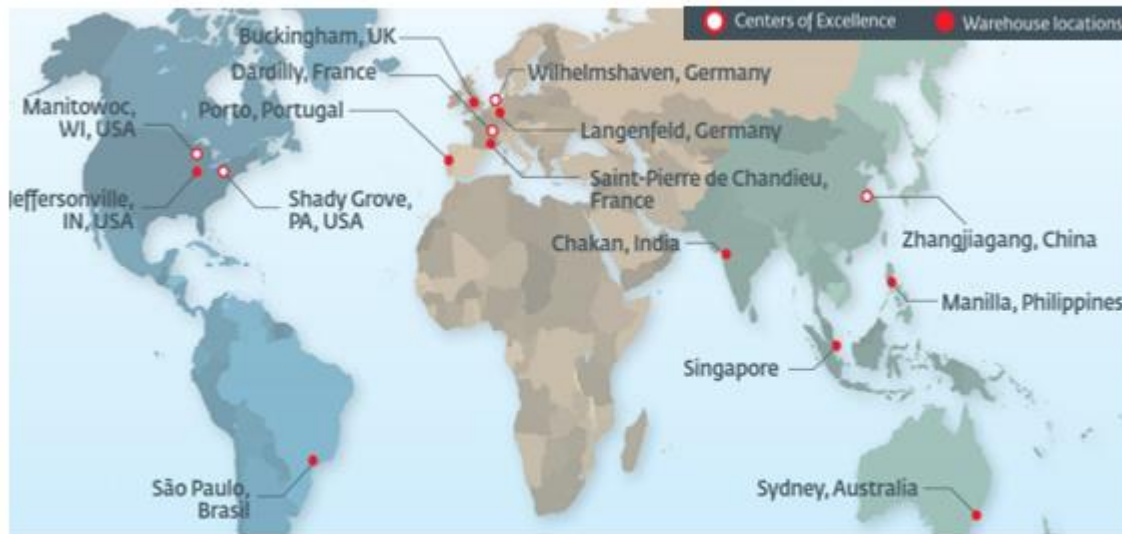 Centers of Excellence
Warehouse locations
Buckingham, UK
Dardilly, France
Wilhelmshaven, Germany
Manitowoc,
WI, USA
Porto, Portugal
Langenfeld, Germany
Jeffersonville,
IN, USA
Shady Grove,
PA, USA
Saint-Pierre de Chandieu,
France
Chakan, India
Zhangjiagang, China
Manilla, Philippines
Singapore
São Paulo,
Brasil
Sydney, Australia